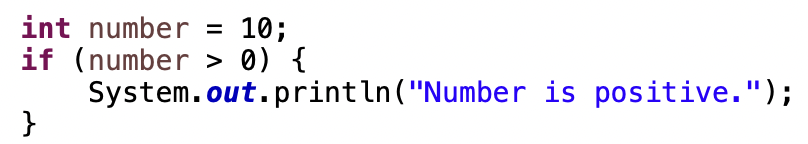 int number = 10;
if (number > 0) {
    System.out.println("Number is positive.");
}